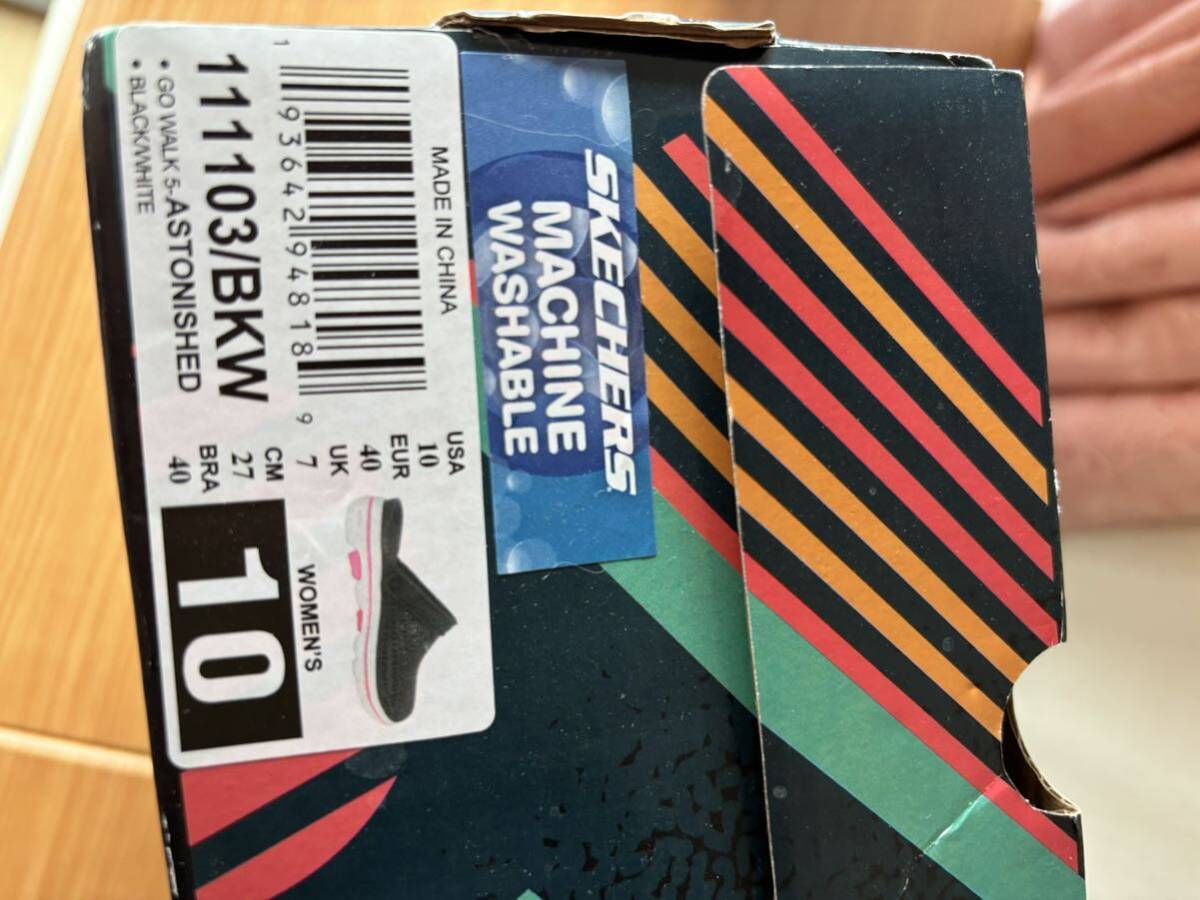 SKECHERS
MACHINE
WASHABLE
MADE IN CHINA
1 93642 94818 9
111103/BKW
• GO WALK 5-ASTONISHED
• BLACK/WHITE
USA
10
EUR
40
UK
7
CM
27
BRA
40
WOMEN'S
10